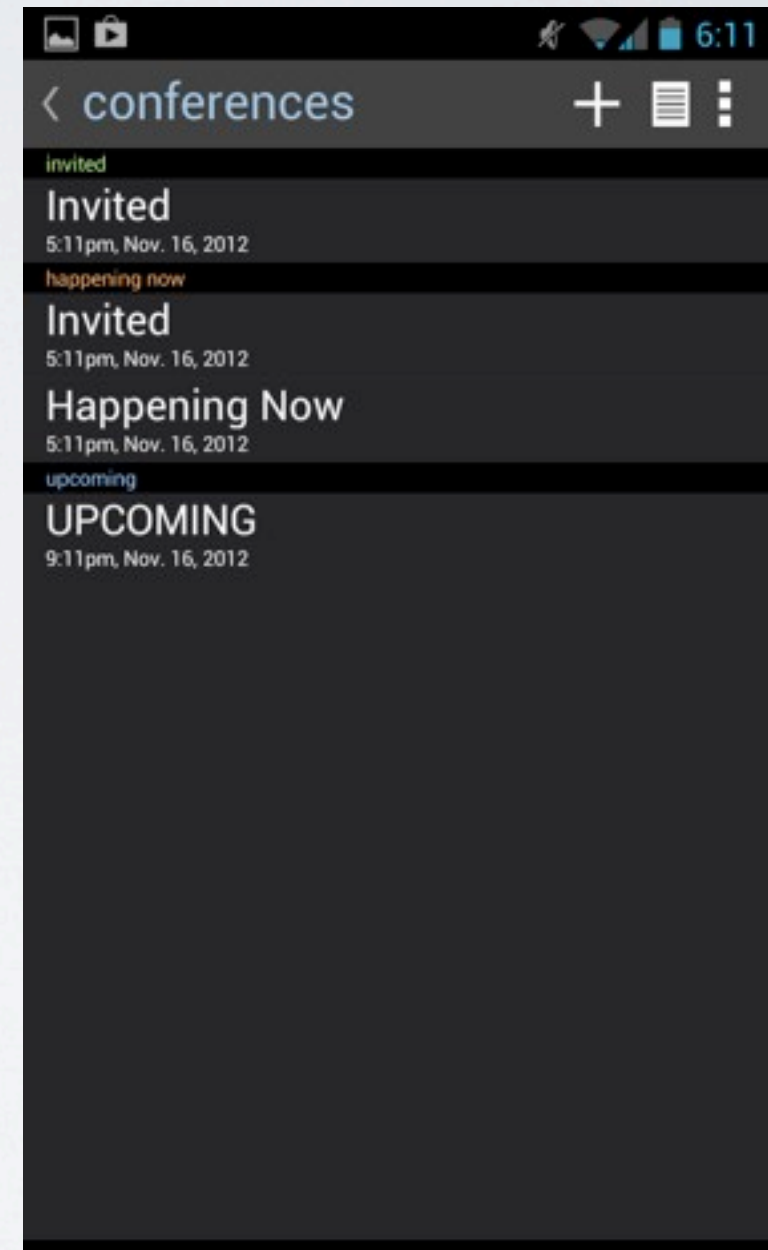 6:11
conferences
invited
Invited
5:11pm, Nov. 16, 2012
happening now
Invited
5:11pm, Nov. 16, 2012
Happening Now
5:11pm, Nov. 16, 2012
upcoming
UPCOMING
9:11pm, Nov. 16, 2012